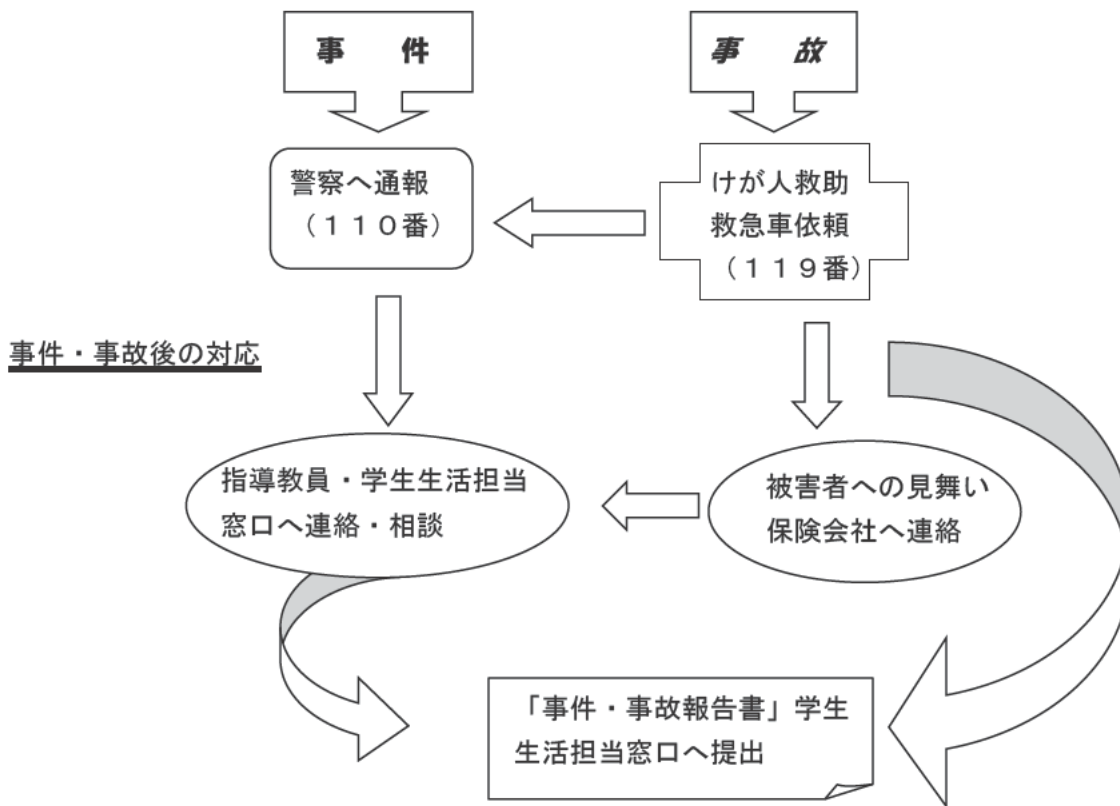 事　件
事　故
警察へ通報
（１１０番）
けが人救助
救急車依頼
（１１９番）
事件・事故後の対応
指導教員・学生生活担当
窓口へ連絡・相談
被害者への見舞い
保険会社へ連絡
「事件・事故報告書」学生
生活担当窓口へ提出